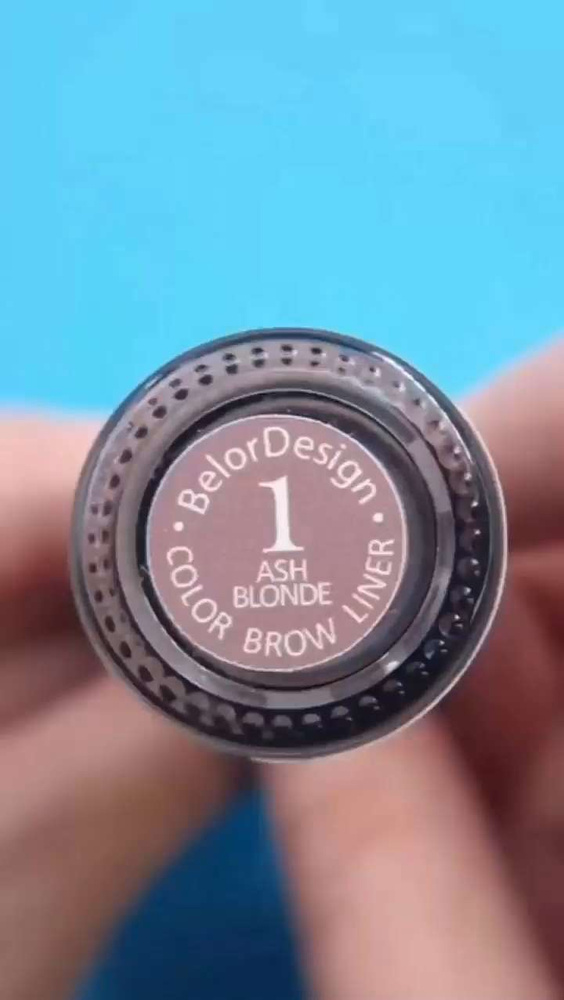 BelorDesign
1
ASH
BLONDE
COLOR BROW LINER